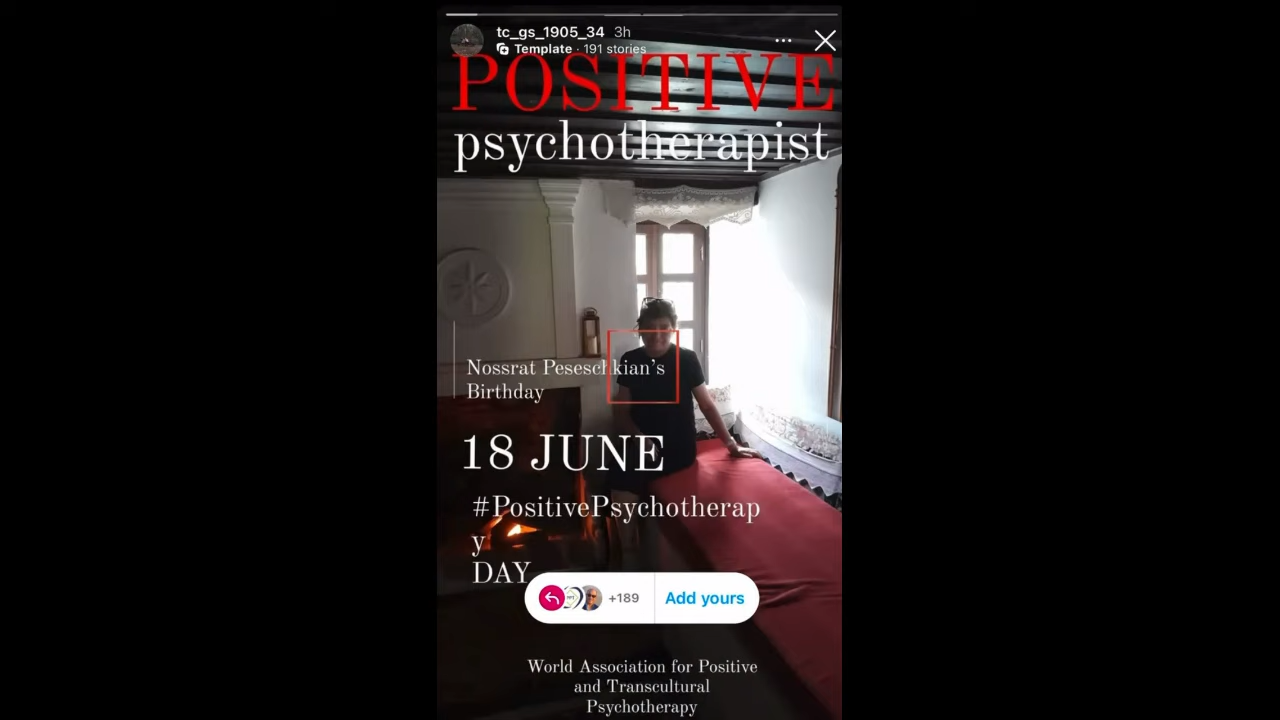 tc_gs_1905_34 3h
Template · 191 stories
POSITIVE
psychotherapist
Nossrat Peseschkian's
Birthday
18 JUNE
#PositivePsychotherap
y
DAY
+189 Add yours
World Association for Positive
and Transcultural
Psychotherapy